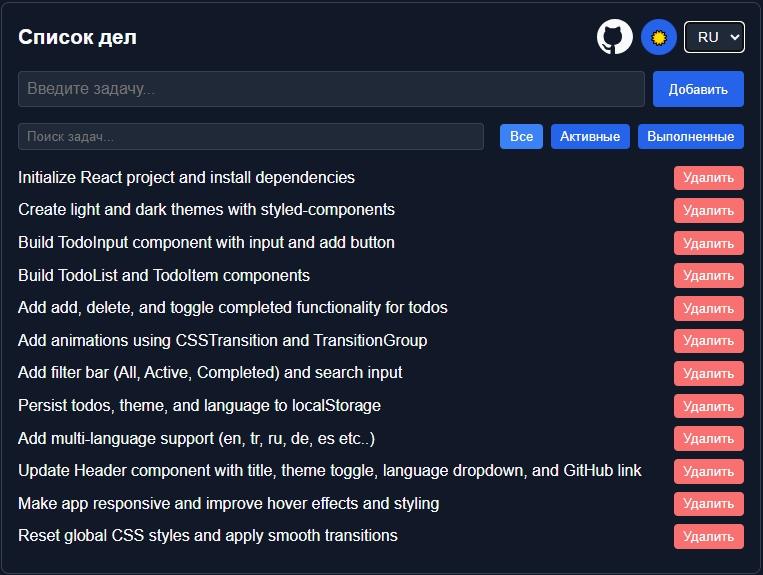 Список дел
RU
Введите задачу...
Добавить
Поиск задач...
Все
Активные
Выполненные
Initialize React project and install dependencies
Удалить
Create light and dark themes with styled-components
Удалить
Build TodoInput component with input and add button
Удалить
Build TodoList and TodoItem components
Удалить
Add add, delete, and toggle completed functionality for todos
Удалить
Add animations using CSSTransition and TransitionGroup
Удалить
Add filter bar (All, Active, Completed) and search input
Удалить
Persist todos, theme, and language to localStorage
Удалить
Add multi-language support (en, tr, ru, de, es etc..)
Удалить
Update Header component with title, theme toggle, language dropdown, and GitHub link
Удалить
Make app responsive and improve hover effects and styling
Удалить
Reset global CSS styles and apply smooth transitions
Удалить